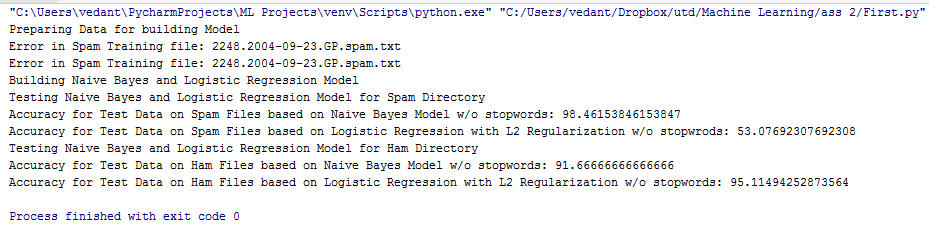 "C:\Users\vedant\PycharmProjects\ML Projects\venv\Scripts\python.exe" "C:/Users/vedant/Dropbox/utd/Machine Learning/ass 2/First.py"
Preparing Data for building Model
Error in Spam Training file: 2248.2004-09-23.GP.spam.txt
Error in Spam Training file: 2248.2004-09-23.GP.spam.txt
Building Naive Bayes and Logistic Regression Model
Testing Naive Bayes and Logistic Regression Model for Spam Directory
Accuracy for Test Data on Spam Files based on Naive Bayes Model w/o stopwords: 98.46153846153847
Accuracy for Test Data on Spam Files based on Logistic Regression with L2 Regularization w/o stopwrods: 53.07692307692308
Testing Naive Bayes and Logistic Regression Model for Ham Directory
Accuracy for Test Data on Ham Files based on Naive Bayes Model w/o stopwords: 91.66666666666666
Accuracy for Test Data on Ham Files based on Logistic Regression with L2 Regularization w/o stopwords: 95.11494252873564
Process finished with exit code 0